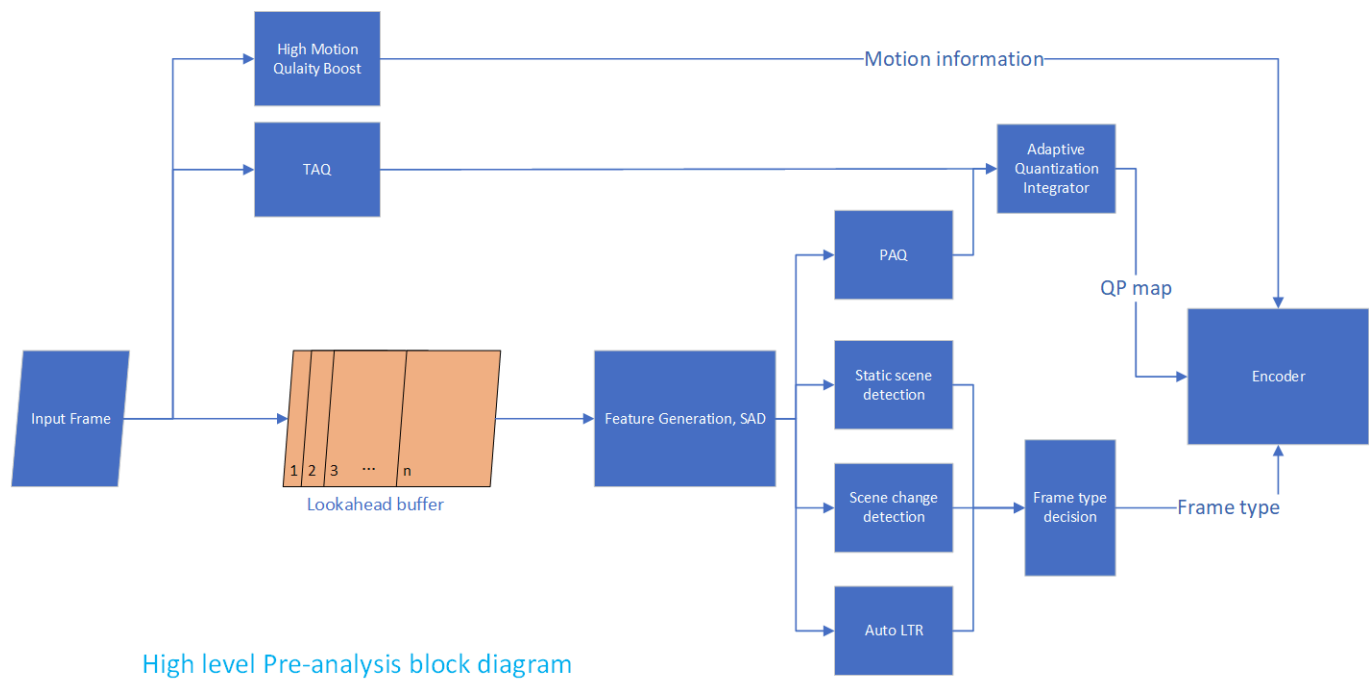 High Motion
Qulaity Boost
Motion information
TAQ
Adaptive
Quantization
Integrator
PAQ
QP map
Input Frame
1 2 3 ... n
Lookahead buffer
Feature Generation, SAD
Static scene
detection
Encoder
Scene change
detection
Frame type
decision
Frame type
Auto LTR
High level Pre-analysis block diagram